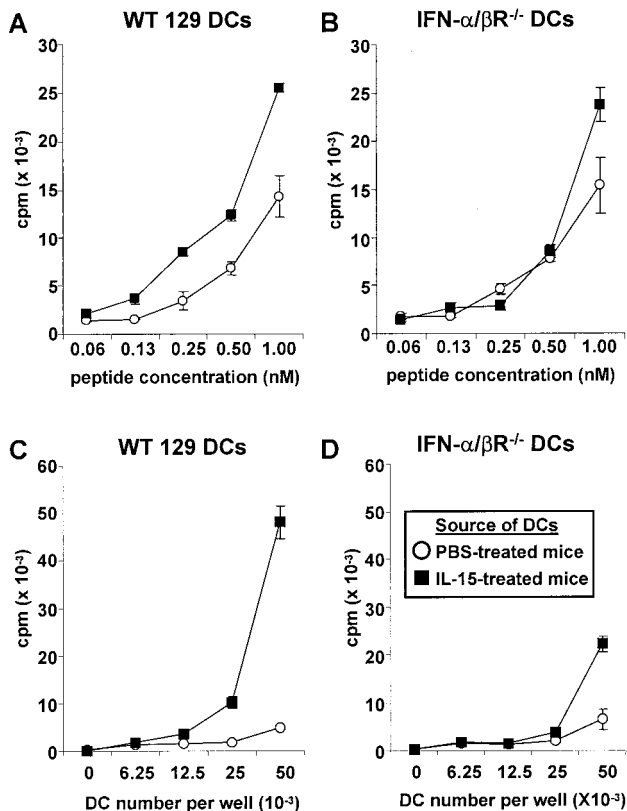 A
WT 129 DCs
30
25
20
15
10
5
0
cpm (x 10-3)
0.06 0.13 0.25 0.50 1.00
peptide concentration (nM)
B
IFN-α/βR-/- DCs
30
25
20
15
10
5
0
cpm (x 10-3)
0.06 0.13 0.25 0.50 1.00
peptide concentration (nM)
C
WT 129 DCs
60
50
40
30
20
10
0
cpm (x 10-3)
0 6.25 12.5 25 50
DC number per well (10-3)
D
IFN-α/βR-/- DCs
60
50
40
30
20
10
0
cpm (x 10-3)
Source of DCs
PBS-treated mice
IL-15-treated mice
0 6.25 12.5 25 50
DC number per well (X10-3)